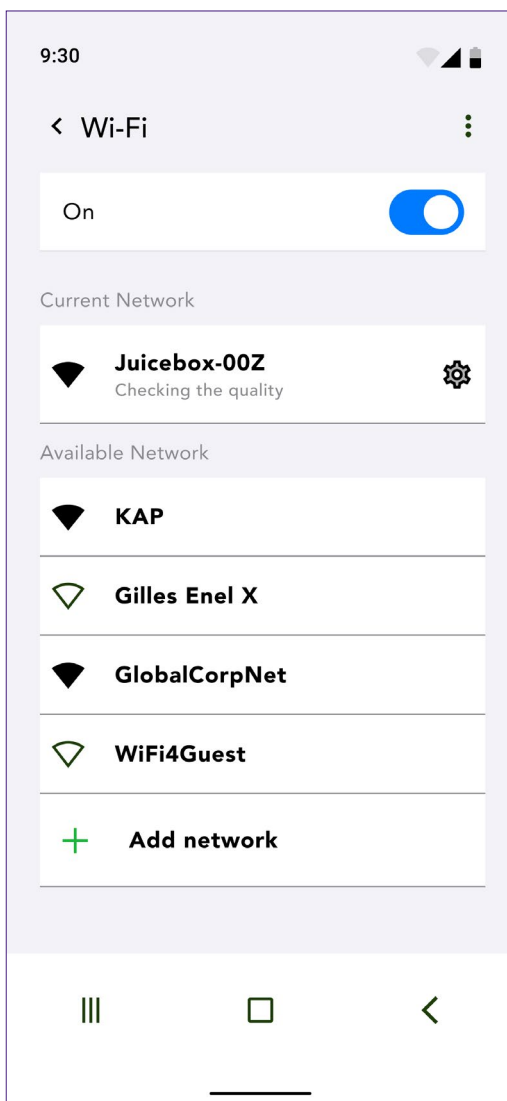 9:30
Wi-Fi
On
Current Network
Juicebox-00Z
Checking the quality
Available Network
KAP
Gilles Enel X
GlobalCorpNet
WiFi4Guest
Add network